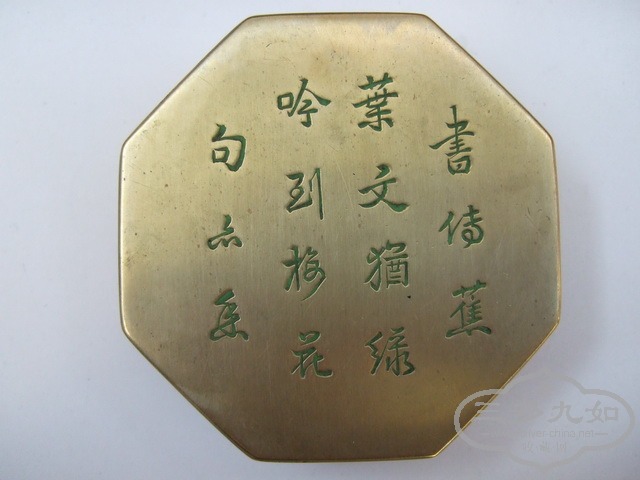 書傳蕉
葉文猶綠
吟到梅花
句亦香
九如